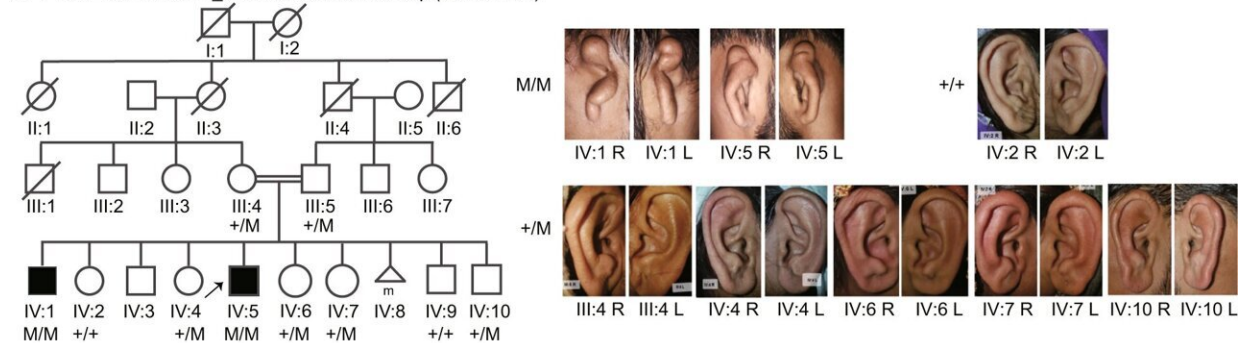 I:1 I:2
II:1 II:2 II:3 II:4 II:5 II:6
III:1 III:2 III:3 III:4 III:5 III:6 III:7
+/M +/M
IV:1 IV:2 IV:3 IV:4 IV:5 IV:6 IV:7 IV:8 IV:9 IV:10
m
M/M +/+ +/M M/M +/M +/M +/+ +/M
M/M
IV:1 R IV:1 L IV:5 R IV:5 L
+/+
IV:2 R
IV:2 R IV:2 L
+/M
III:4 R III:4 L IV:4 R IV:4 L IV:6 R IV:6 L IV:7 R IV:7 L IV:10 R IV:10 L